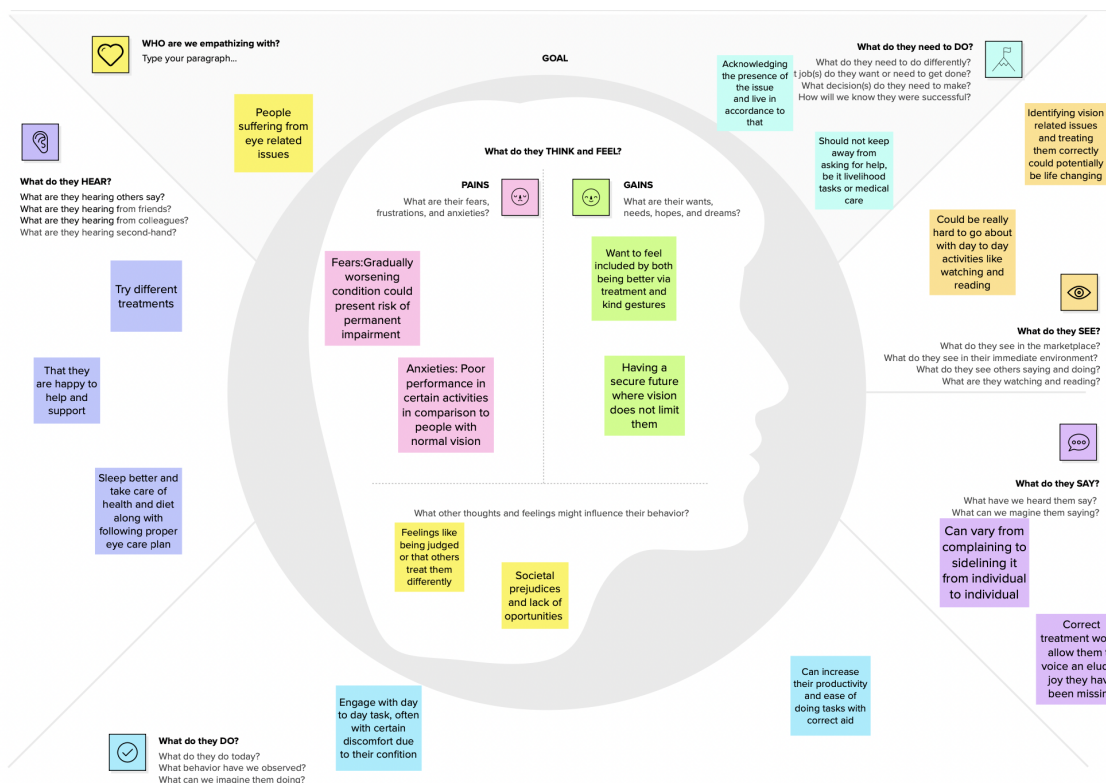 WHO are we empathizing with?
Type your paragraph...
People
suffering from
eye related
issues
GOAL
What do they need to DO?
What do they need to do differently?
t job(s) do they want or need to get done?
What decision(s) do they need to make?
How will we know they were successful?
Acknowledging
the presence of
the issue
and live in
accordance to
that
Should not keep
away from
asking for help,
be it livelihood
tasks or medical
care
What do they HEAR?
What are they hearing others say?
What are they hearing from friends?
What are they hearing from colleagues?
What are they hearing second-hand?
Try different
treatments
That they
are happy to
help and
support
Sleep better and
take care of
health and diet
along with
following proper
eye care plan
What do they THINK and FEEL?
PAINS
What are their fears,
frustrations, and anxieties?
Fears:Gradually
worsening
condition could
present risk of
permanent
impairment
Anxieties: Poor
performance in
certain activities
in comparison to
people with
normal vision
GAINS
What are their wants,
needs, hopes, and dreams?
Want to feel
included by both
being better via
treatment and
kind gestures
Having a
secure future
where vision
does not limit
them
What other thoughts and feelings might influence their behavior?
Feelings like
being judged
or that others
treat them
differently
Societal
prejudices
and lack of
oportunities
Identifying vision
related issues
and treating
them correctly
could potentially
be life changing
Could be really
hard to go about
with day to day
activities like
watching and
reading
What do they SEE?
What do they see in the marketplace?
What do they see in their immediate environment?
What do they see others saying and doing?
What are they watching and reading?
What do they SAY?
What have we heard them say?
What can we magine them saying?
Can vary from
complaining to
sidelining it
from individual
to individual
Correct
treatment wo
allow them
voice an elu
joy they hav
been missin
What do they DO?
What do they do today?
What behavior have we observed?
What can we imagine them doing?
Engage with day
to day task, often
with certain
discomfort due
to their confition
Can increase
their productivity
and ease of
doing tasks with
correct aid